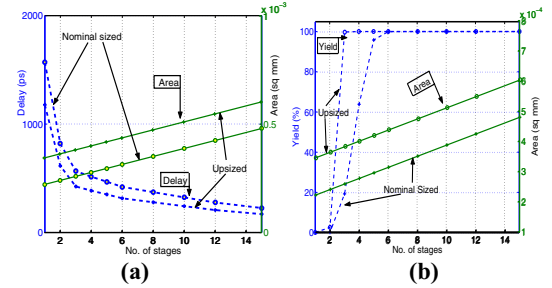 2000
Nominal sized
Area
1000
Upsized
Delay
0
2
4
6
8
10
12
14
No. of stages
Delay (ps)
x 10^-3
1
0.5
0
Area (sq mm)
(a)
100
Yield
80
Upsized
Area
60
40
Nominal Sized
20
0
1
2
4
6
8
10
12
14
No. of stages
Yield (%)
x 10^-4
8
7
6
5
4
3
2
1
Area (sq mm)
(b)